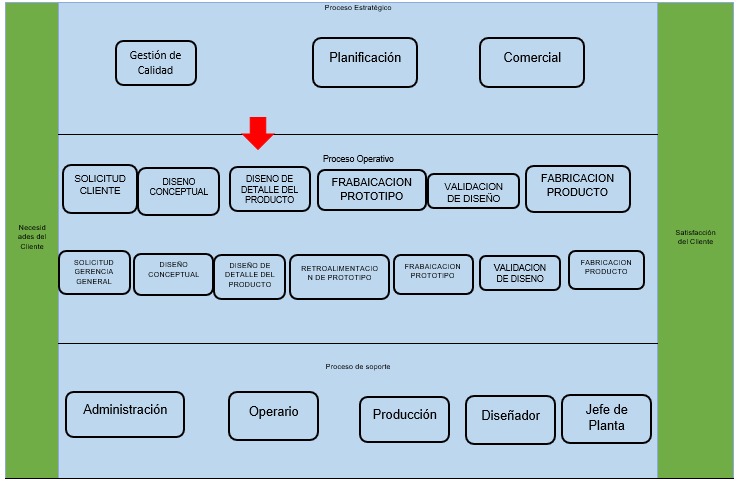 Proceso Estratégico
Gestión de
Calidad
Planificación
Comercial
Proceso Operativo
SOLICITUD
CLIENTE
DISENO
CONCEPTUAL
DISENO DE
DETALLE DEL
PRODUCTO
FRABAICACION
PROTOTIPO
VALIDACION
DE DISEÑO
FABRICACION
PRODUCTO
Necesid
ades del
Cliente
Satisfacción
del Cliente
SOLICITUD
GERENCIA
GENERAL
DISEÑO
CONCEPTUAL
DISEÑO DE
DETALLE DEL
PRODUCTO
RETROALIMENTACIO
N DE PROTOTIPO
FRABAICACION
PROTOTIPO
VALIDACION
DE DISENO
FABRICACION
PRODUCTO
Proceso de soporte
Administración
Operario
Producción
Diseñador
Jefe de
Planta